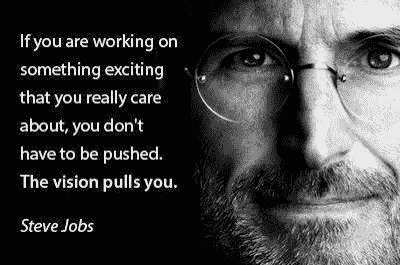 If you are working on
something exciting
that you really care
about, you don't
have to be pushed.
The vision pulls you.
Steve Jobs